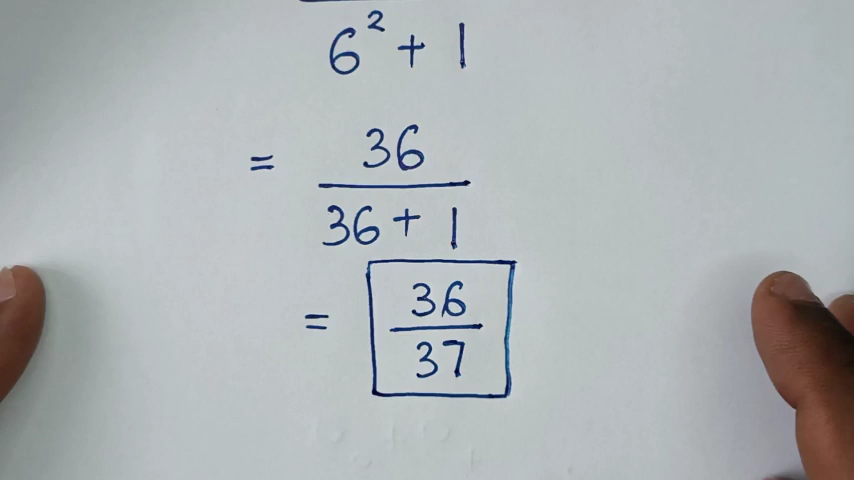 6² + 1
= 36
36 + 1
= 36
37